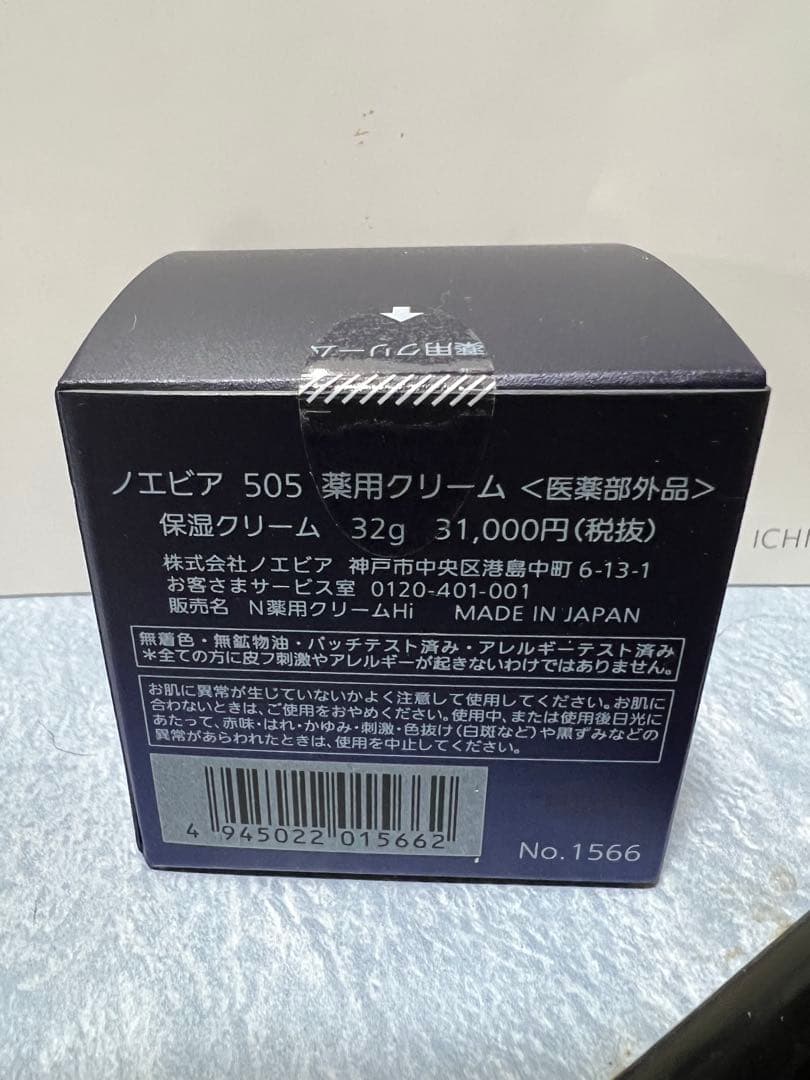 薬用クリーム
ノエビア 505 薬用クリーム <医薬部外品>
保湿クリーム 32g 31,000円(税抜)
株式会社ノエビア 神戸市中央区港島中町 6-13-1
お客さまサービス室 0120-401-001
販売名 N薬用クリームHi MADE IN JAPAN
無着色・無鉱物油・パッチテスト済み・アレルギーテスト済み
*全ての方に皮フ刺激やアレルギーが起きないわけではありません。
お肌に異常が生じていないかよく注意して使用してください。お肌に
合わないときは、ご使用をおやめください。使用中、または使用後日光に
あたって、赤味・はれ・かゆみ・刺激・色抜け(白斑など)や黒ずみなどの
異常があらわれたときは、使用を中止してください。
4 945022 015662
No.1566